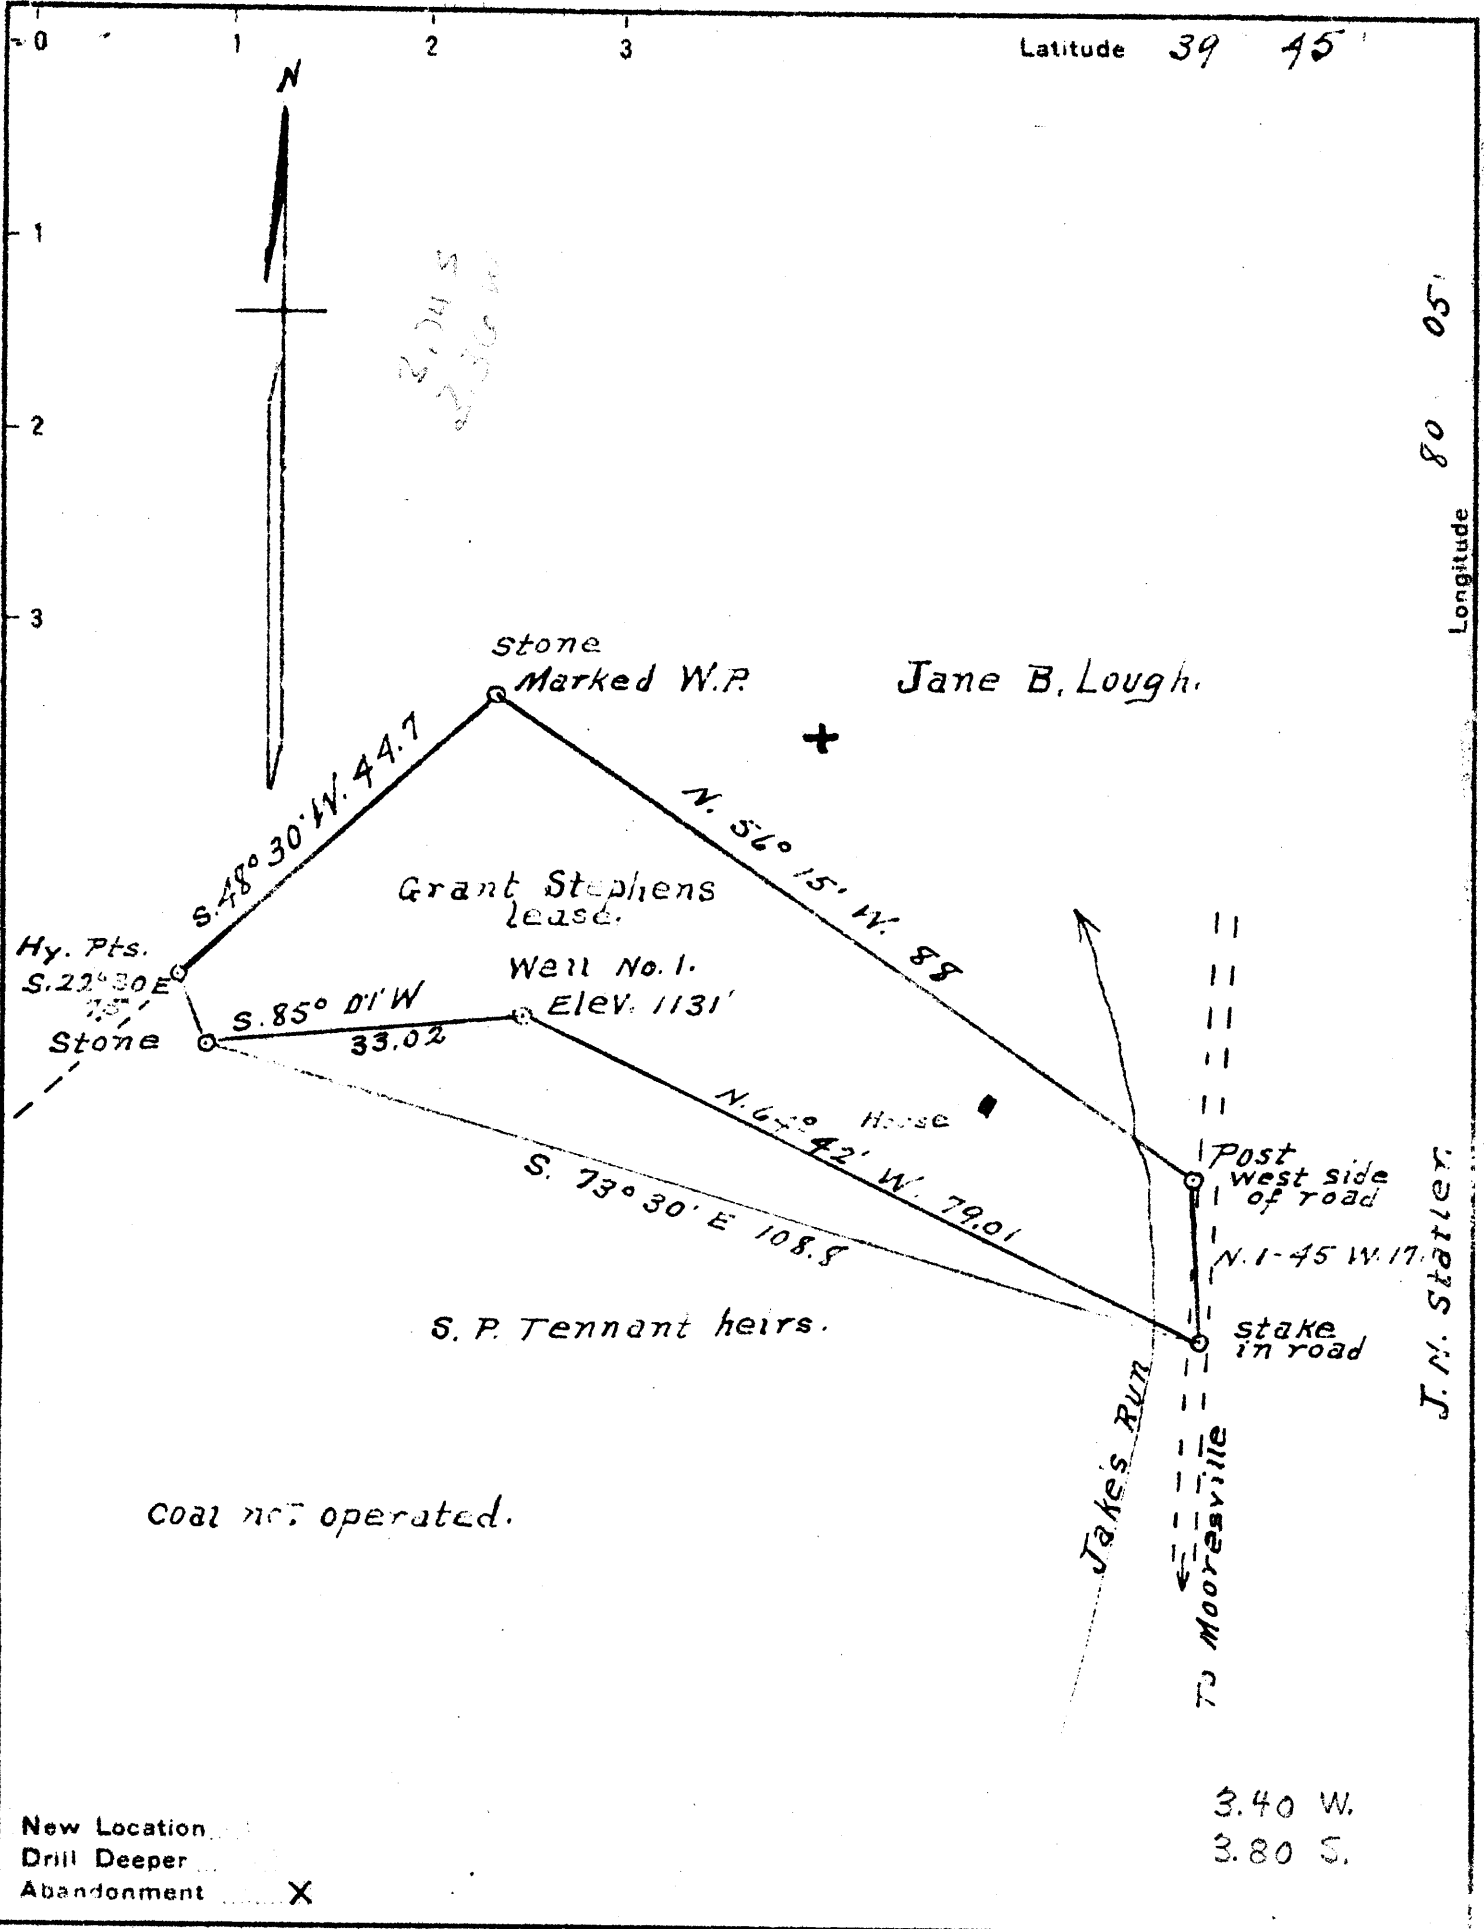 0 1 2 3 Latitude 39 45'
N
1
2
3
Longitude 80 05'
2.36 W
stone
Marked W.P.
Jane B. Lough.
S. 48° 30' W. 44.7
N. 56° 15' W. 88
Grant Stephens
lease.
Hy. Pts.
Well No. 1.
Elev. 1131'
S. 85° 01' W
33.02
Stone
N. 64° 42' W. 79.01
House
S. 73° 30' E 108.8
Post
west side
of road
N. 1-45 W. 17.
stake
in road
J. N. Statler.
S. P. Tennant heirs.
Jake's Run
To Mooresville
Coal not operated.
3.40 W.
3.80 S.
New Location
Drill Deeper
Abandonment X